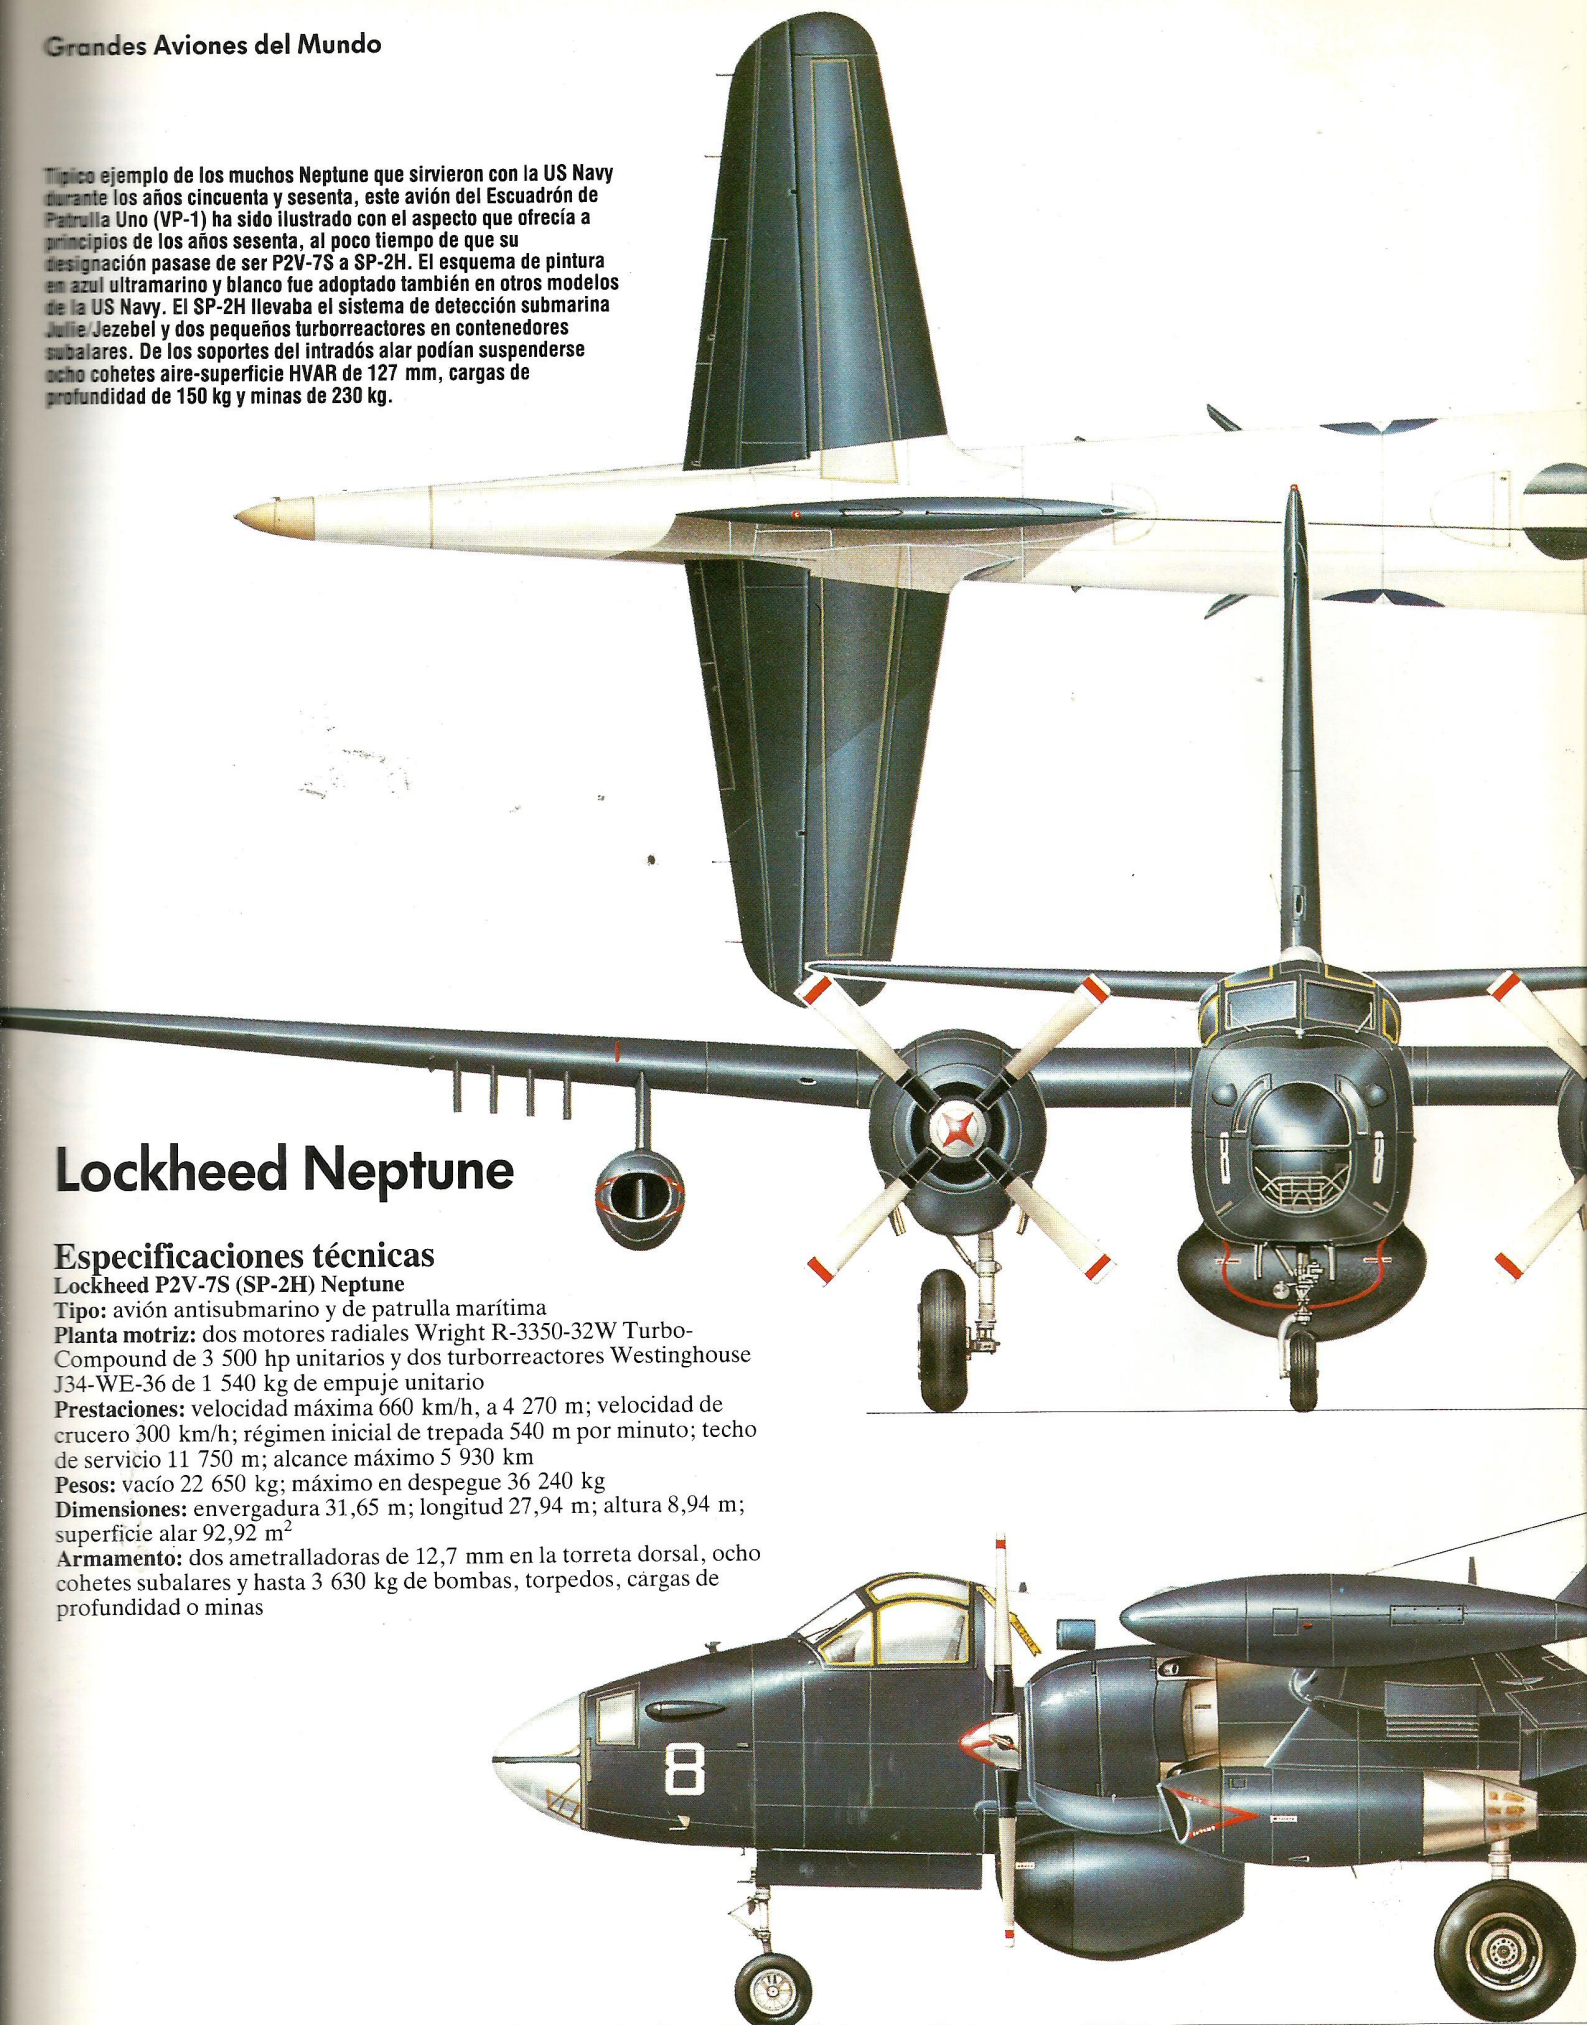 Grandes Aviones del Mundo
Típico ejemplo de los muchos Neptune que sirvieron con la US Navy
durante los años cincuenta y sesenta, este avión del Escuadrón de
Patrulla Uno (VP-1) ha sido ilustrado con el aspecto que ofrecía a
principios de los años sesenta, al poco tiempo de que su
designación pasase de ser P2V-7S a SP-2H. El esquema de pintura
en azul ultramarino y blanco fue adoptado también en otros modelos
de la US Navy. El SP-2H llevaba el sistema de detección submarina
Julie/Jezebel y dos pequeños turborreactores en contenedores
subalares. De los soportes del intradós alar podían suspenderse
ocho cohetes aire-superficie HVAR de 127 mm, cargas de
profundidad de 150 kg y minas de 230 kg.
Lockheed Neptune
Especificaciones técnicas
Lockheed P2V-7S (SP-2H) Neptune
Tipo: avión antisubmarino y de patrulla marítima
Planta motriz: dos motores radiales Wright R-3350-32W Turbo-
Compound de 3 500 hp unitarios y dos turborreactores Westinghouse
J34-WE-36 de 1 540 kg de empuje unitario
Prestaciones: velocidad máxima 660 km/h, a 4 270 m; velocidad de
crucero 300 km/h; régimen inicial de trepada 540 m por minuto; techo
de servicio 11 750 m; alcance máximo 5 930 km
Pesos: vacío 22 650 kg; máximo en despegue 36 240 kg
Dimensiones: envergadura 31,65 m; longitud 27,94 m; altura 8,94 m;
superficie alar 92,92 m²
Armamento: dos ametralladoras de 12,7 mm en la torreta dorsal, ocho
cohetes subalares y hasta 3 630 kg de bombas, torpedos, cargas de
profundidad o minas
RESCUE
8